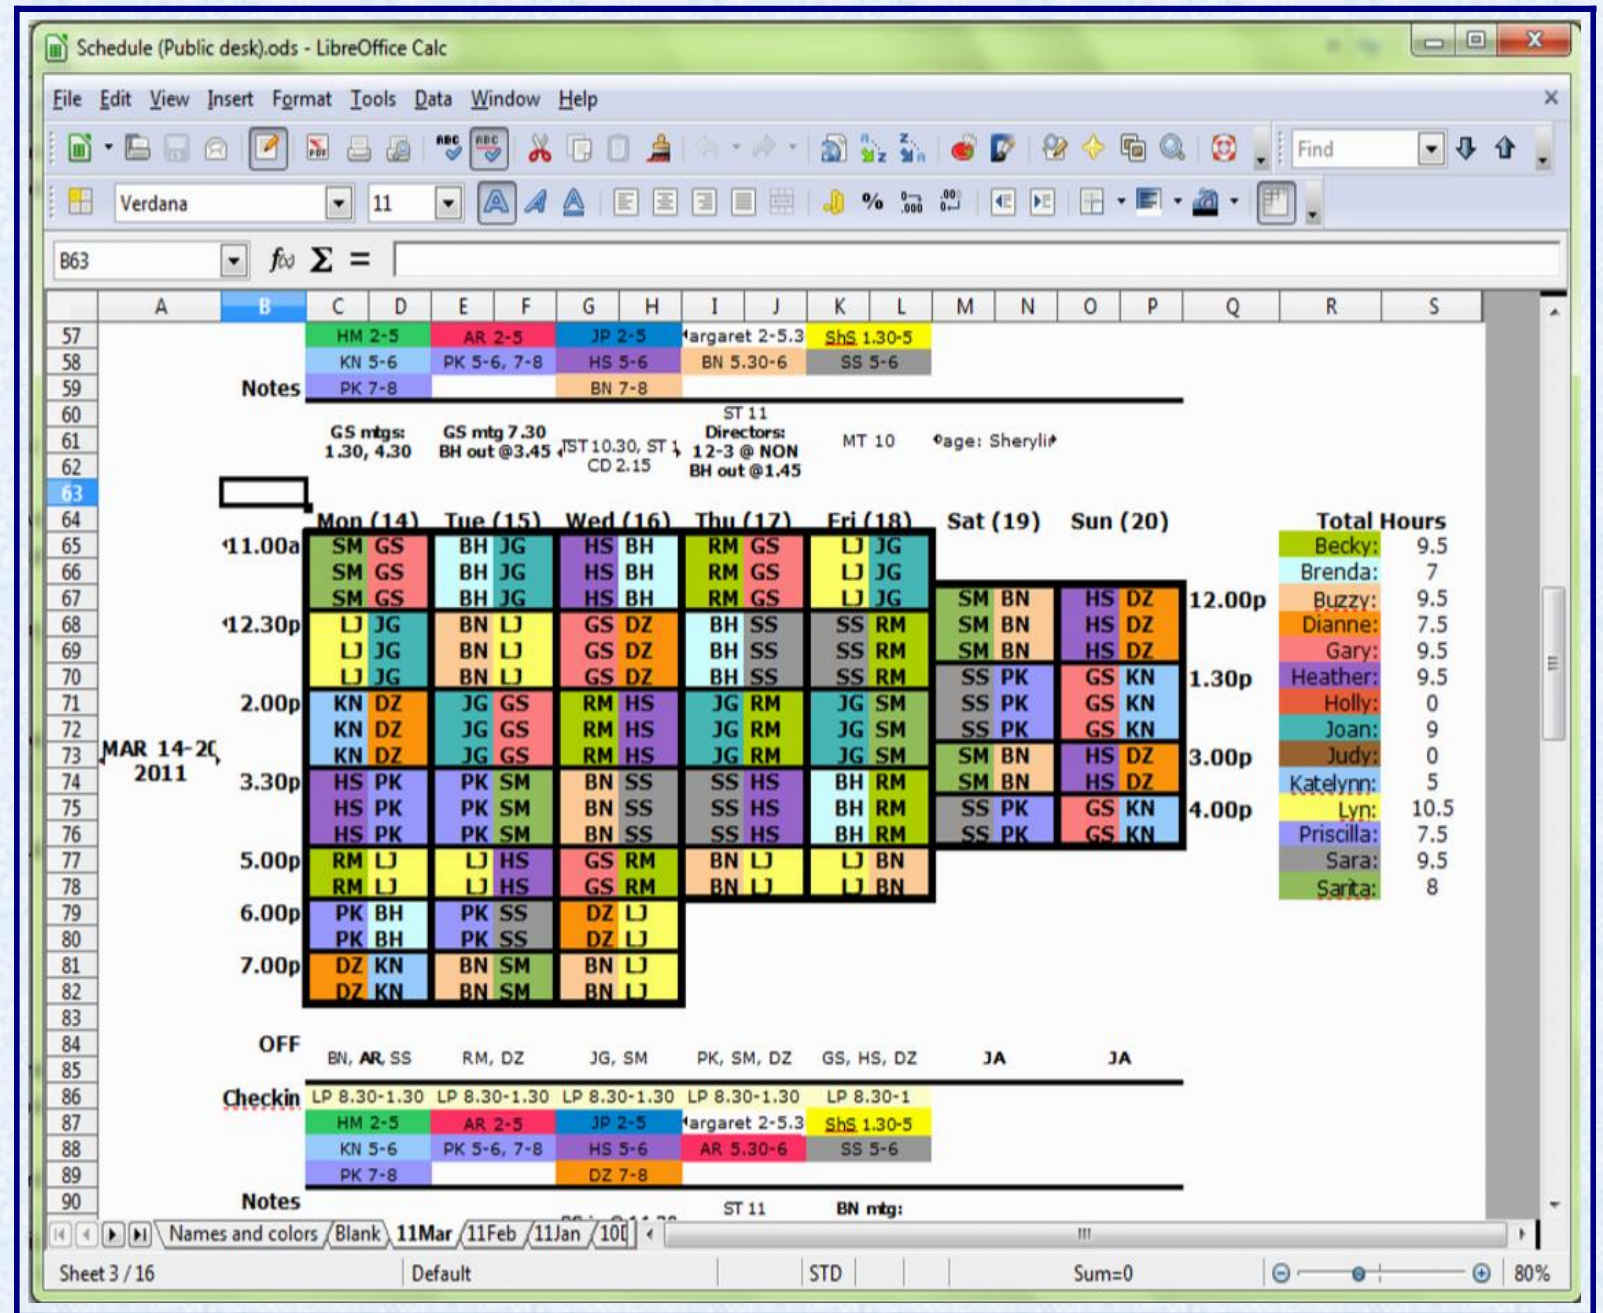 Schedule (Public desk).ods - LibreOffice Calc
File Edit View Insert Format Tools Data Window Help
Find
Verdana 11
B63
A B C D E F G H I J K L M N O P Q R S
57 HM 2-5 AR 2-5 JP 2-5 argaret 2-5.3 ShS 1.30-5
58 KN 5-6 PK 5-6, 7-8 HS 5-6 BN 5.30-6 SS 5-6
59 Notes PK 7-8 BN 7-8
60 ST 11
61 GS mtgs: GS mtg 7.30 Directors: MT 10 age: Sheryli
1.30, 4.30 BH out @3.45 ST 10.30, ST 1 12-3 @ NON
62 CD 2.15 BH out @1.45
63
64 Mon (14) Tue (15) Wed (16) Thu (17) Fri (18) Sat (19) Sun (20) Total Hours
65 11.00a SM GS BH JG HS BH RM GS LJ JG Becky: 9.5
66 SM GS BH JG HS BH RM GS LJ JG Brenda: 7
67 SM GS BH JG HS BH RM GS LJ JG SM BN HS DZ 12.00p Buzzy: 9.5
68 12.30p LJ JG BN LJ GS DZ BH SS SS RM SM BN HS DZ Dianne: 7.5
69 LJ JG BN LJ GS DZ BH SS SS RM SM BN HS DZ Gary: 9.5
70 LJ JG BN LJ GS DZ BH SS SS RM SS PK GS KN 1.30p Heather: 9.5
71 2.00p KN DZ JG GS RM HS JG RM JG SM SS PK GS KN Holly: 0
72 KN DZ JG GS RM HS JG RM JG SM SS PK GS KN Joan: 9
73 MAR 14-20, KN DZ JG GS RM HS JG RM JG SM SM BN HS DZ 3.00p Judy: 0
74 2011 3.30p HS PK PK SM BN SS SS HS BH RM SM BN HS DZ Katelynn: 5
75 HS PK PK SM BN SS SS HS BH RM SS PK GS KN 4.00p Lyn: 10.5
76 HS PK PK SM BN SS SS HS BH RM SS PK GS KN Priscilla: 7.5
77 5.00p RM LJ LJ HS GS RM BN LJ LJ BN Sara: 9.5
78 RM LJ LJ HS GS RM BN LJ LJ BN Sarita: 8
79 6.00p PK BH PK SS DZ LJ
80 PK BH PK SS DZ LJ
81 7.00p DZ KN BN SM BN LJ
82 DZ KN BN SM BN LJ
83
84 OFF
85 BN, AR, SS RM, DZ JG, SM PK, SM, DZ GS, HS, DZ JA JA
86 Checkin LP 8.30-1.30 LP 8.30-1.30 LP 8.30-1.30 LP 8.30-1.30 LP 8.30-1
87 HM 2-5 AR 2-5 JP 2-5 argaret 2-5.3 ShS 1.30-5
88 KN 5-6 PK 5-6, 7-8 HS 5-6 AR 5.30-6 SS 5-6
89 PK 7-8 DZ 7-8
90 Notes ST 11 BN mtg:
Names and colors Blank 11Mar 11Feb 11Jan
Sheet 3 / 16 Default STD Sum=0 80%